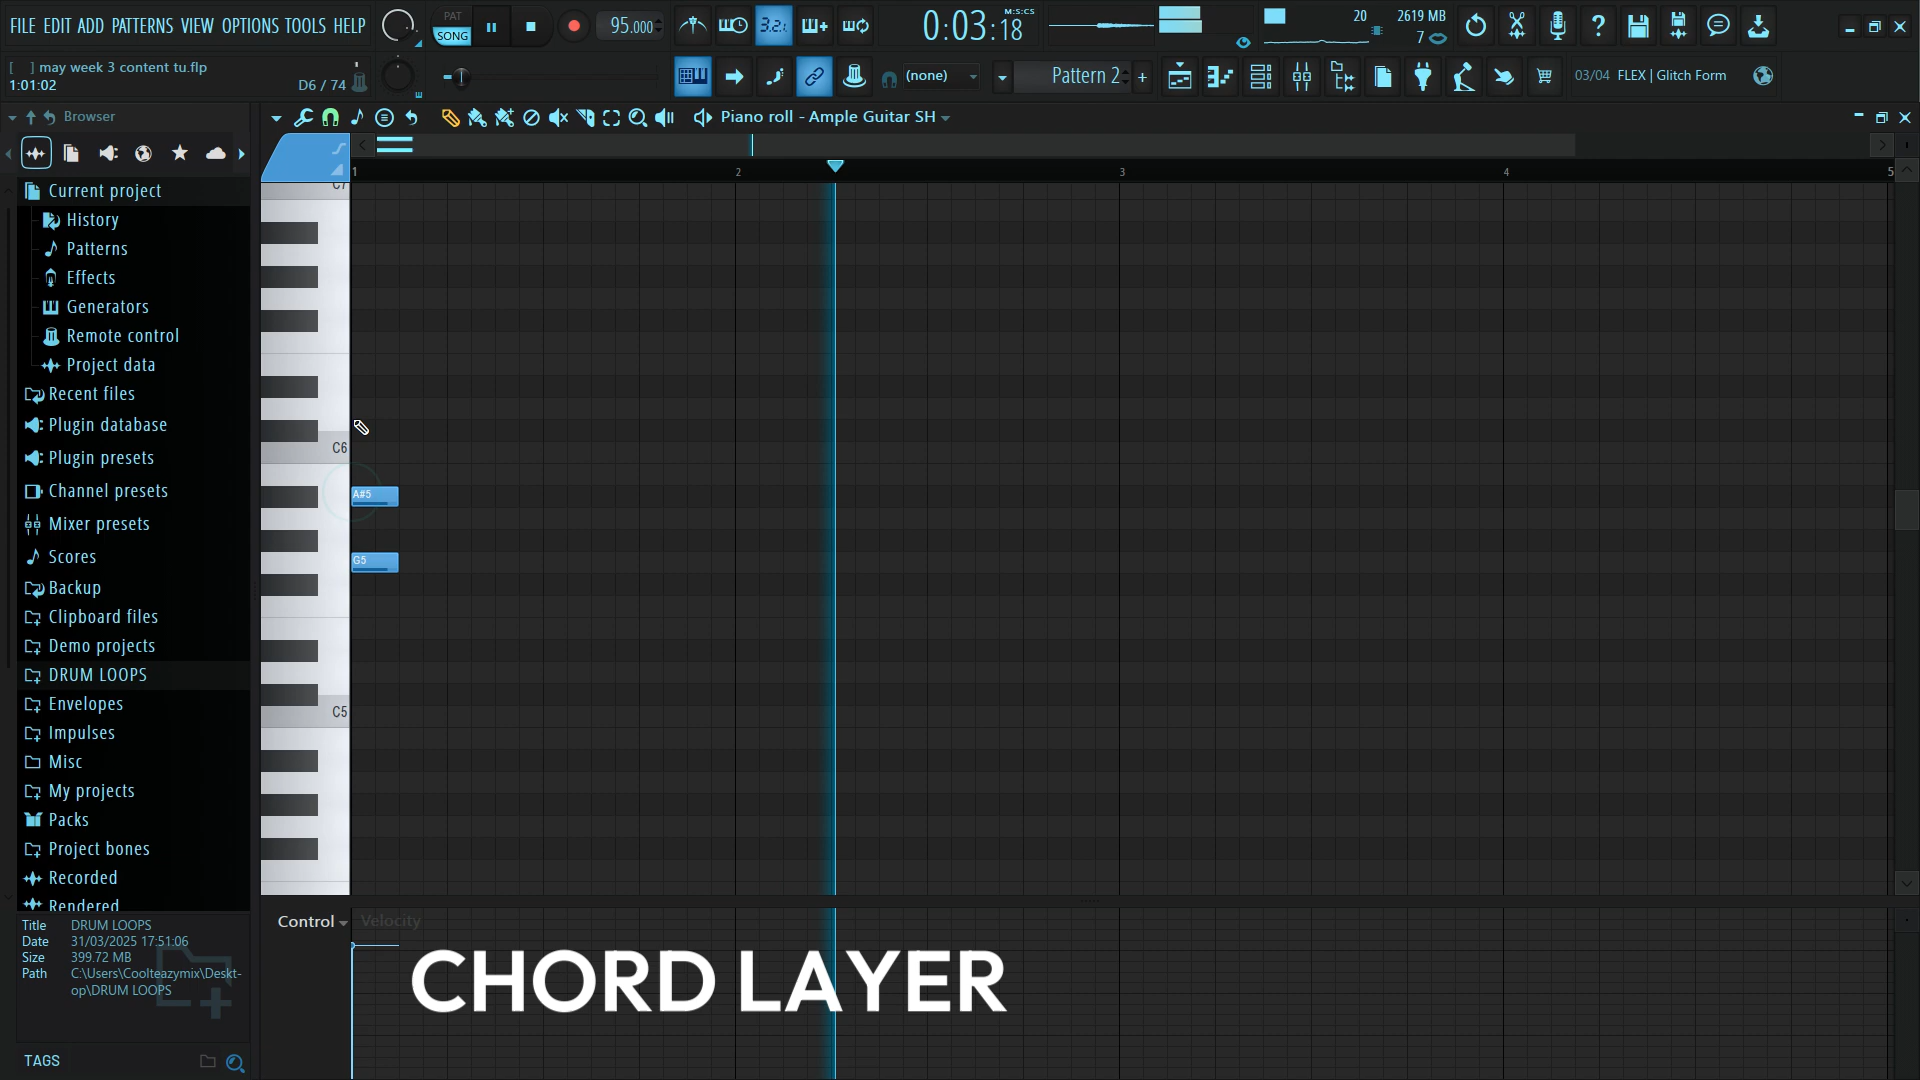 FILE EDIT ADD PATTERNS VIEW OPTIONS TOOLS HELP
PAT
SONG
95.000
3.2.
0:03:18
M:S:CS
20
2619 MB
7
[ ] may week 3 content tu.flp
1:01:02
D6 / 74
(none)
Pattern 2
+
03/04 FLEX | Glitch Form
Browser
Piano roll - Ample Guitar SH
Current project
History
Patterns
Effects
Generators
Remote control
Project data
Recent files
Plugin database
Plugin presets
Channel presets
Mixer presets
Scores
Backup
Clipboard files
Demo projects
DRUM LOOPS
Envelopes
Impulses
Misc
My projects
Packs
Project bones
Recorded
Rendered
1
2
3
4
5
C7
C6
A#5
G5
C5
Control
Velocity
CHORD LAYER
Title DRUM LOOPS
Date 31/03/2025 17:51:06
Size 399.72 MB
Path C:\Users\Coolteazymix\Deskt-
op\DRUM LOOPS
TAGS